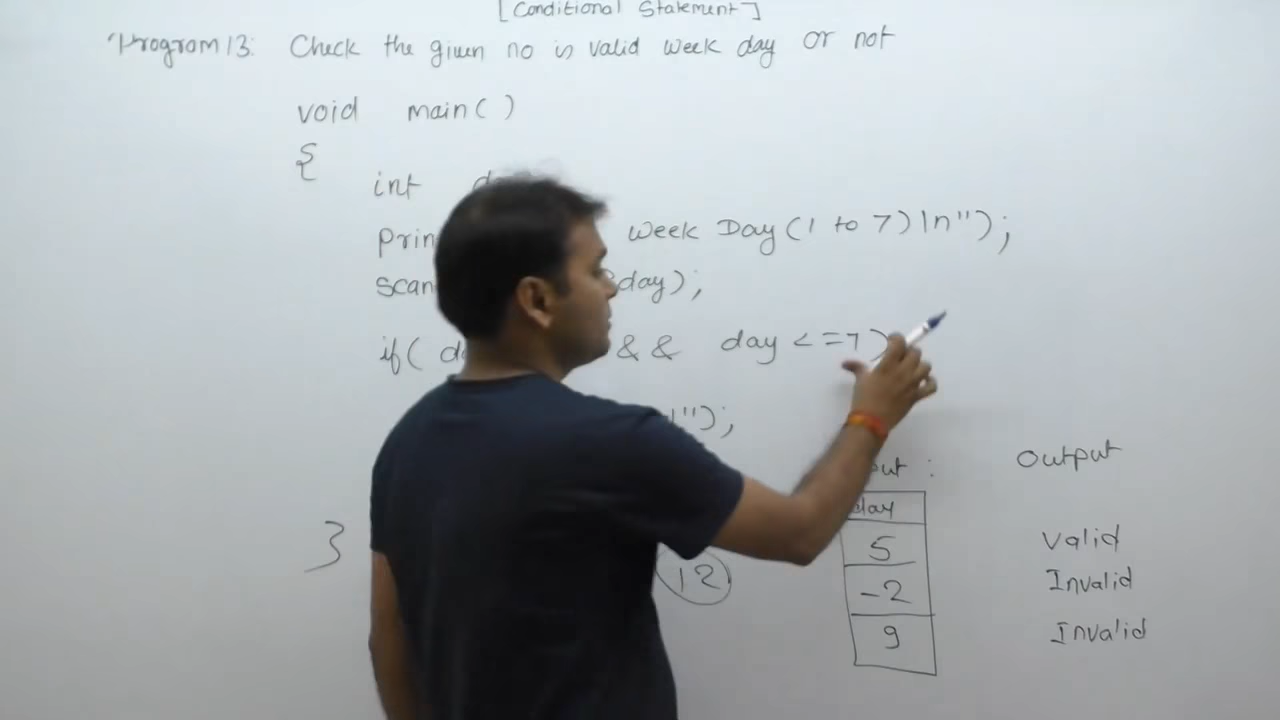 [Conditional Statement]
Program 13: Check the given no is valid week day or not
void main( )
{
int
Prin week Day(1 to 7)\n");
scan day);
if( && day <=7)
");
Output
day
5 Valid
-2 Invalid
9 Invalid
}
12